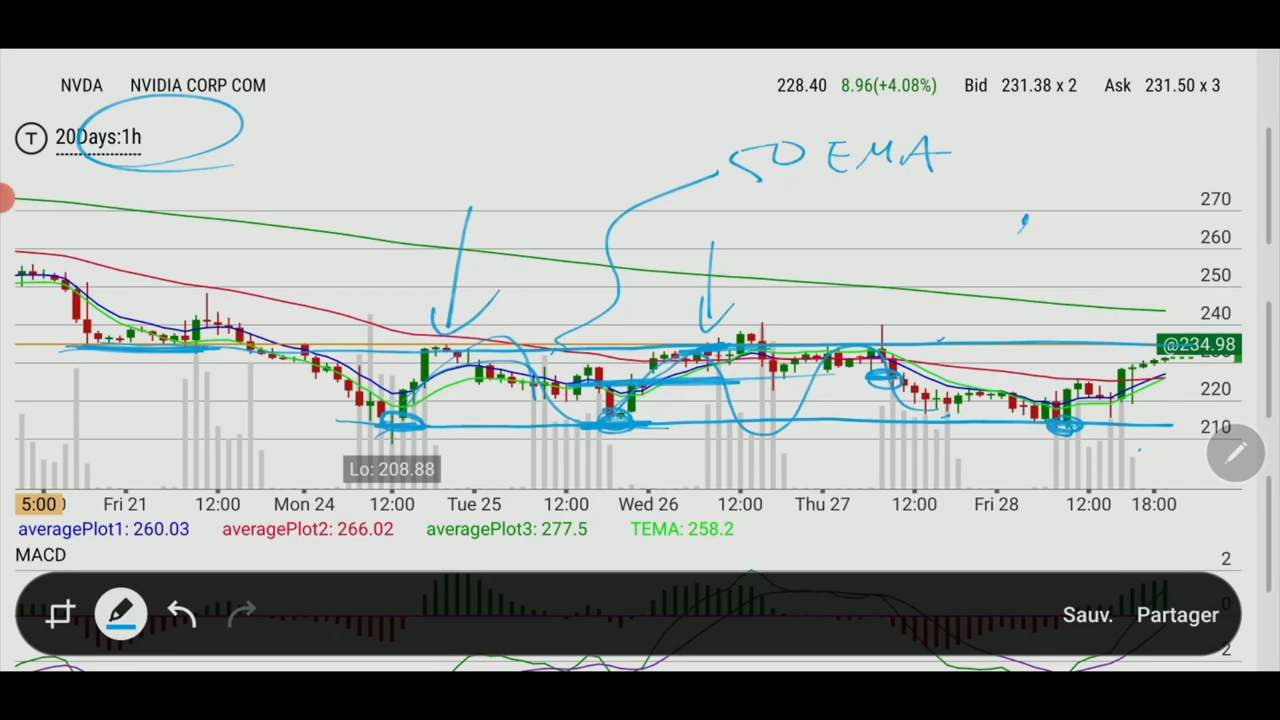 NVDA NVIDIA CORP COM 228.40 8.96(+4.08%) Bid 231.38 x 2 Ask 231.50 x 3
T 20Days:1h
50 EMA
270
260
250
240
@234.98
220
210
Lo: 208.88
5:00 Fri 21 12:00 Mon 24 12:00 Tue 25 12:00 Wed 26 12:00 Thu 27 12:00 Fri 28 12:00 18:00
averagePlot1: 260.03 averagePlot2: 266.02 averagePlot3: 277.5 TEMA: 258.2
MACD
2
0
Sauv. Partager
2